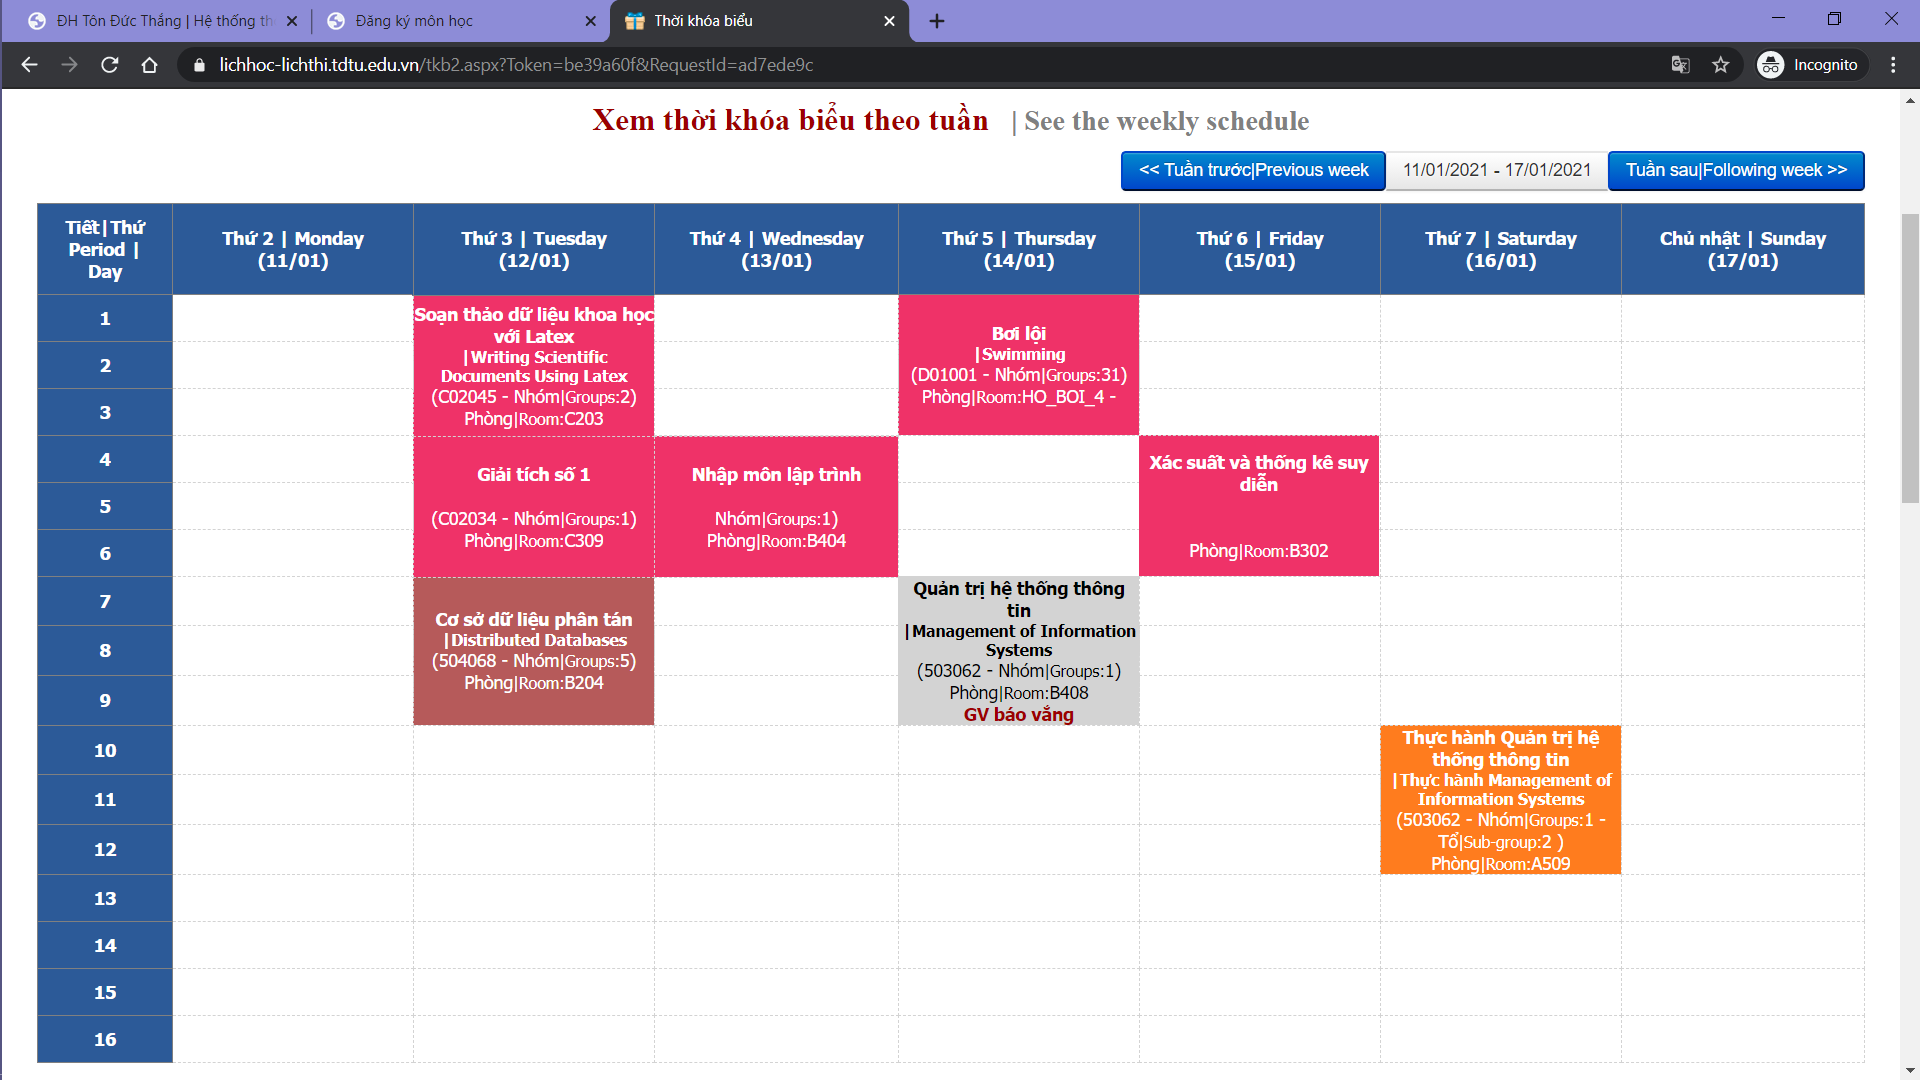 ĐH Tôn Đức Thắng | Hệ thống th
Đăng ký môn học
Thời khóa biểu
lichhoc-lichthi.tdtu.edu.vn/tkb2.aspx?Token=be39a60f&RequestId=ad7ede9c
Incognito
Xem thời khóa biểu theo tuần | See the weekly schedule
<< Tuần trước|Previous week
11/01/2021 - 17/01/2021
Tuần sau|Following week >>
Tiết|Thứ
Period |
Day
Thứ 2 | Monday
(11/01)
Thứ 3 | Tuesday
(12/01)
Thứ 4 | Wednesday
(13/01)
Thứ 5 | Thursday
(14/01)
Thứ 6 | Friday
(15/01)
Thứ 7 | Saturday
(16/01)
Chủ nhật | Sunday
(17/01)
1
2
3
Soạn thảo dữ liệu khoa học
với Latex
|Writing Scientific
Documents Using Latex
(C02045 - Nhóm|Groups:2)
Phòng|Room:C203
Bơi lội
|Swimming
(D01001 - Nhóm|Groups:31)
Phòng|Room:HO_BOI_4 -
4
5
6
Giải tích số 1
(C02034 - Nhóm|Groups:1)
Phòng|Room:C309
Nhập môn lập trình
Nhóm|Groups:1)
Phòng|Room:B404
Xác suất và thống kê suy
diễn
Phòng|Room:B302
7
8
9
Cơ sở dữ liệu phân tán
|Distributed Databases
(504068 - Nhóm|Groups:5)
Phòng|Room:B204
Quản trị hệ thống thông
tin
|Management of Information
Systems
(503062 - Nhóm|Groups:1)
Phòng|Room:B408
GV báo vắng
10
11
12
Thực hành Quản trị hệ
thống thông tin
|Thực hành Management of
Information Systems
(503062 - Nhóm|Groups:1 -
Tổ|Sub-group:2 )
Phòng|Room:A509
13
14
15
16